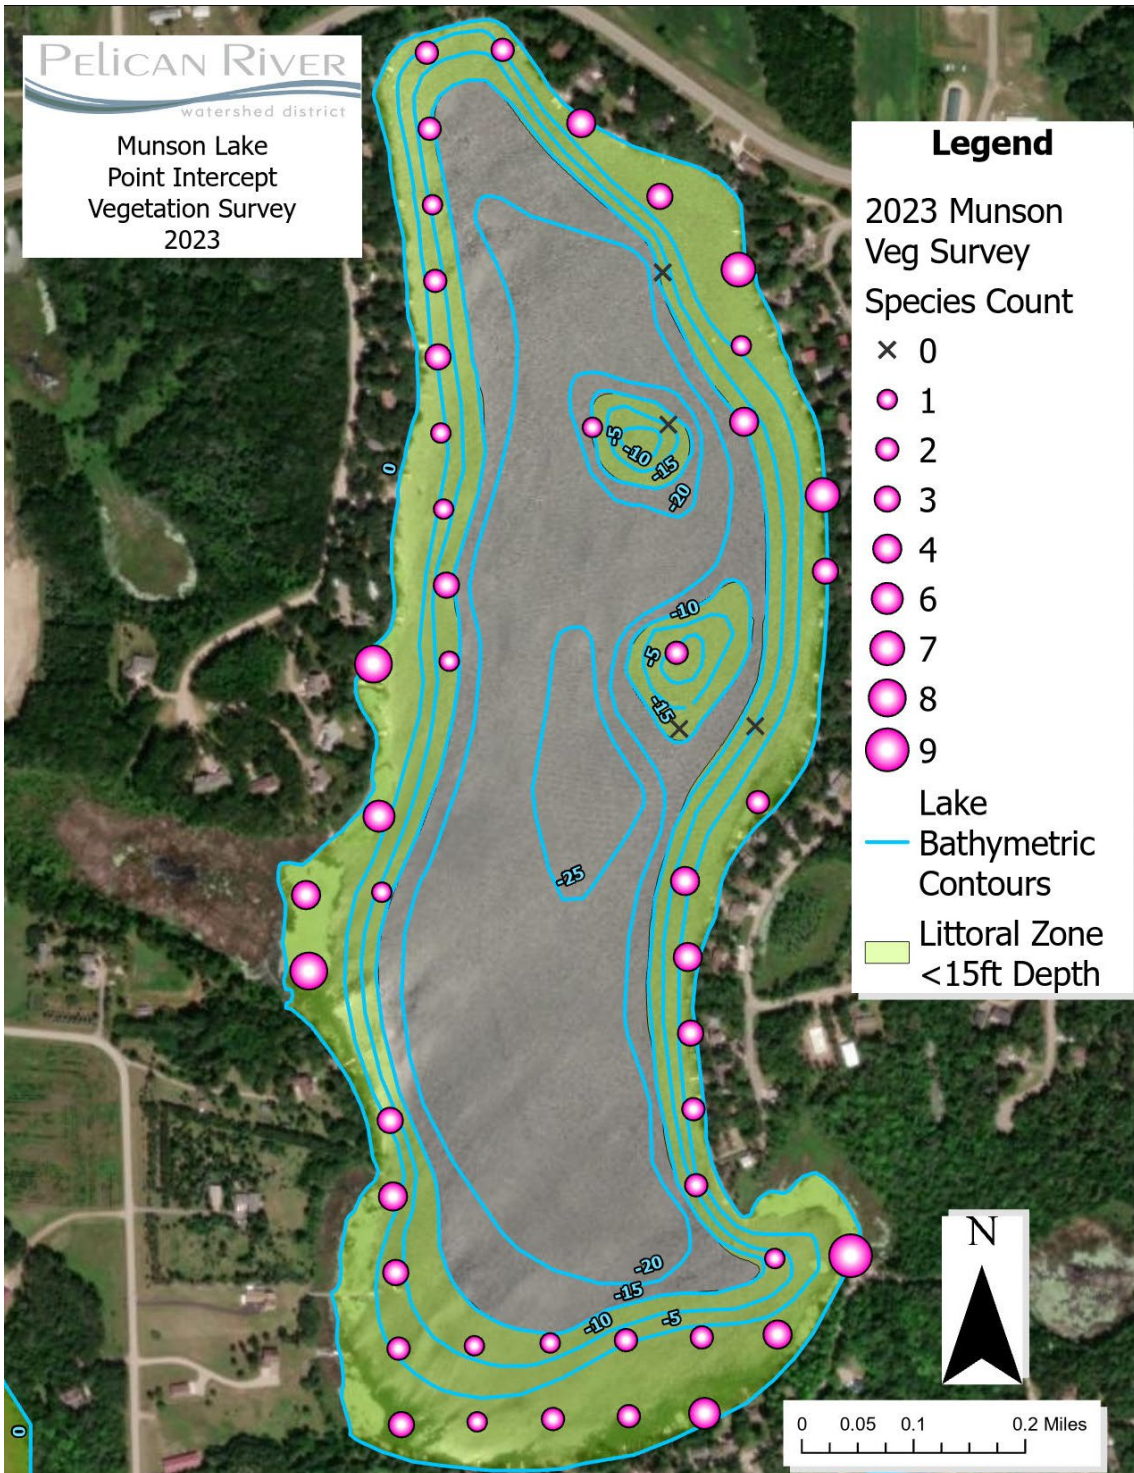 PELICAN RIVER
watershed district
Munson Lake
Point Intercept
Vegetation Survey
2023
Legend
2023 Munson
Veg Survey
Species Count
0
1
2
3
4
6
7
8
9
Lake
Bathymetric
Contours
Littoral Zone
<15ft Depth
0
-5
-10
-15
-20
-10
-5
-15
-25
-20
-15
-10
-5
N
0 0.05 0.1 0.2 Miles
0